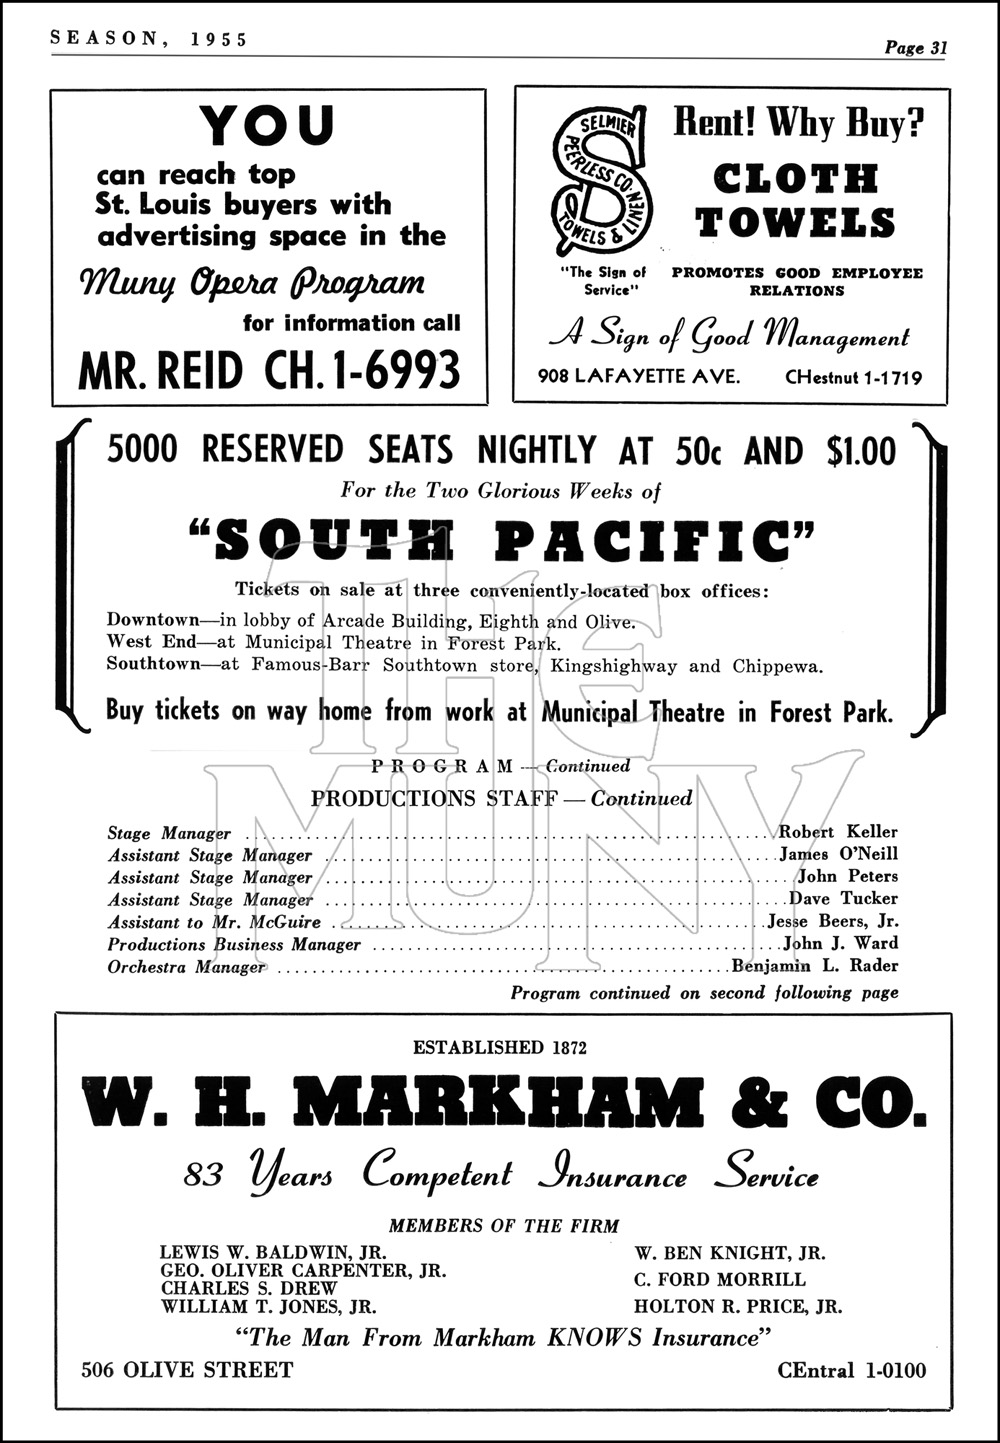 SEASON, 1955
Page 31
YOU
can reach top
St. Louis buyers with
advertising space in the
Muny Opera Program
for information call
MR. REID CH. 1-6993
SELMIER
PEERLESS CO.
TOWELS & LINEN
"The Sign of
Service"
Rent! Why Buy?
CLOTH
TOWELS
PROMOTES GOOD EMPLOYEE
RELATIONS
A Sign of Good Management
908 LAFAYETTE AVE. CHestnut 1-1719
5000 RESERVED SEATS NIGHTLY AT 50c AND $1.00
For the Two Glorious Weeks of
"SOUTH PACIFIC"
Tickets on sale at three conveniently-located box offices:
Downtown—in lobby of Arcade Building, Eighth and Olive.
West End—at Municipal Theatre in Forest Park.
Southtown—at Famous-Barr Southtown store, Kingshighway and Chippewa.
Buy tickets on way home from work at Municipal Theatre in Forest Park.
THE
MUNY
PROGRAM — Continued
PRODUCTIONS STAFF — Continued
Stage Manager ........ Robert Keller
Assistant Stage Manager ........ James O'Neill
Assistant Stage Manager ........ John Peters
Assistant Stage Manager ........ Dave Tucker
Assistant to Mr. McGuire ........ Jesse Beers, Jr.
Productions Business Manager ........ John J. Ward
Orchestra Manager ........ Benjamin L. Rader
Program continued on second following page
ESTABLISHED 1872
W. H. MARKHAM & CO.
83 Years Competent Insurance Service
MEMBERS OF THE FIRM
LEWIS W. BALDWIN, JR.
GEO. OLIVER CARPENTER, JR.
CHARLES S. DREW
WILLIAM T. JONES, JR.
W. BEN KNIGHT, JR.
C. FORD MORRILL
HOLTON R. PRICE, JR.
"The Man From Markham KNOWS Insurance"
506 OLIVE STREET CEntral 1-0100